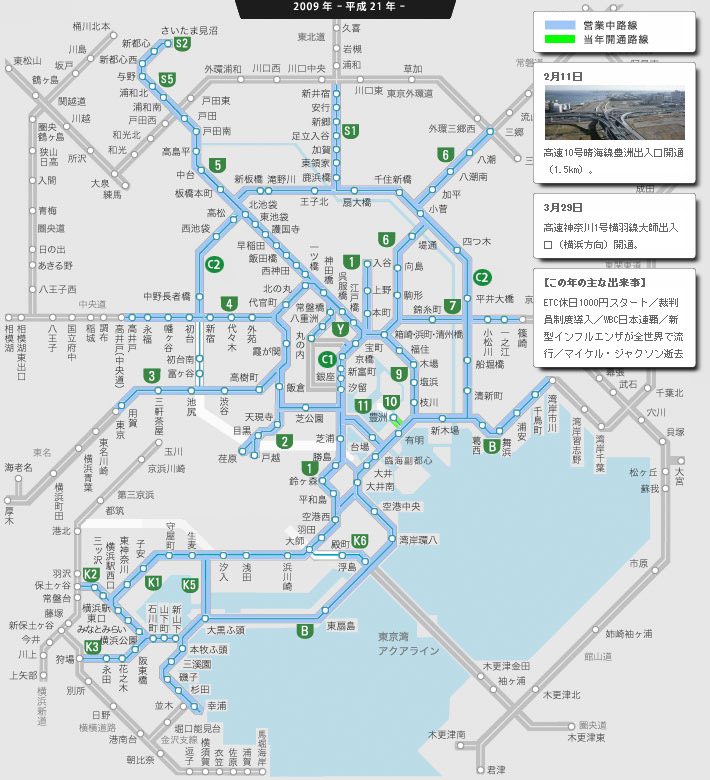 2009年 −平成21年−
営業中路線
当年開通路線
2月11日
高速10号晴海線豊洲出入口開通
（1.5km）。
3月29日
高速神奈川1号横羽線大師出入
口（横浜方向）開通。
【この年の主な出来事】
ETC休日1000円スタート／裁判
員制度導入／WBC日本連覇／新
型インフルエンザが全世界で流
行／マイケル・ジャクソン逝去
桶川北本
川島
坂戸
東松山
鶴ヶ島
関越道
川越
所沢
大泉
練馬
さいたま見沼
S2
新都心
新都心西
与野
S5
浦和北
浦和南
戸田西
和光北
和光
外環浦和
川口西
川口中央
戸田東
戸田
戸田南
高島平
中台
板橋本町
5
東北道
久喜
岩槻
浦和
川口東
草加
東京外環道
新井宿
安行
新郷
足立入谷
加賀
東領家
鹿浜橋
S1
外環三郷西
三郷
6
八潮
八潮南
加平
常磐道
流山
成田
圏央
鶴ヶ島
狭山
日高
入間
青梅
圏央道
日の出
あきる野
八王子西
新板橋
滝野川
王子北
扇大橋
千住新橋
小菅
高松
西池袋
北池袋
東池袋
護国寺
早稲田
飯田橋
西神田
一ツ橋
神田橋
呉服橋
江戸橋
1
入谷
上野
本町
6
堤通
向島
駒形
錦糸町
四つ木
C2
平井大橋
7
C2
中野長者橋
北の丸
代官町
常盤橋
八重洲
丸の内
Y
中央道
相模湖
相模湖東出口
八王子
国立府中
稲城
調布
高井戸
高井戸（中央道）
永福
幡ヶ谷
初台
新宿
代々木
外苑
4
霞が関
初台南
富ヶ谷
高樹町
3
C1
銀座
宝町
京橋
新富町
汐留
箱崎・浜町・清洲橋
福住
木場
塩浜
枝川
9
小松川
一之江
篠崎
船堀橋
清新町
京葉道
幕張
武石
千葉北
穴川
貝塚
大宮
松ヶ丘
蘇我
用賀
東京
三軒茶屋
池尻
渋谷
天現寺
目黒
荏原
戸越
2
飯倉
芝公園
芝浦
勝島
1
鈴ヶ森
平和島
空港西
羽田
大師
11
10
豊洲
台場
有明
新木場
臨海副都心
大井
大井南
空港中央
湾岸環八
葛西
舞浜
浦安
千鳥町
湾岸市川
湾岸習志野
湾岸千葉
B
玉川
京浜川崎
第三京浜
都筑
港北
東名
東名川崎
横浜青葉
横浜町田
海老名
厚木
羽沢
保土ヶ谷
常盤台
藤塚
新保土ヶ谷
今井
川上
上矢部
横浜新道
狩場
K2
三ッ沢
横浜駅西口
東神奈川
子安
守屋町
生麦
汐入
浅田
浜川崎
殿町
K6
浮島
K1
K5
横浜駅
東口
みなとみらい
横浜公園
石川町
山下町
新山下
K3
永田
花之木
阪東橋
大黒ふ頭
本牧ふ頭
三溪園
磯子
杉田
幸浦
B
東扇島
別所
日野
横横道路
港南台
朝比奈
並木
堀口能見台
金沢支線
逗子
横須賀
衣笠
佐原
浦賀
馬堀海岸
東京湾
アクアライン
市原
姉崎袖ヶ浦
館山道
木更津金田
袖ヶ浦
木更津北
圏央道
木更津東
木更津南
君津